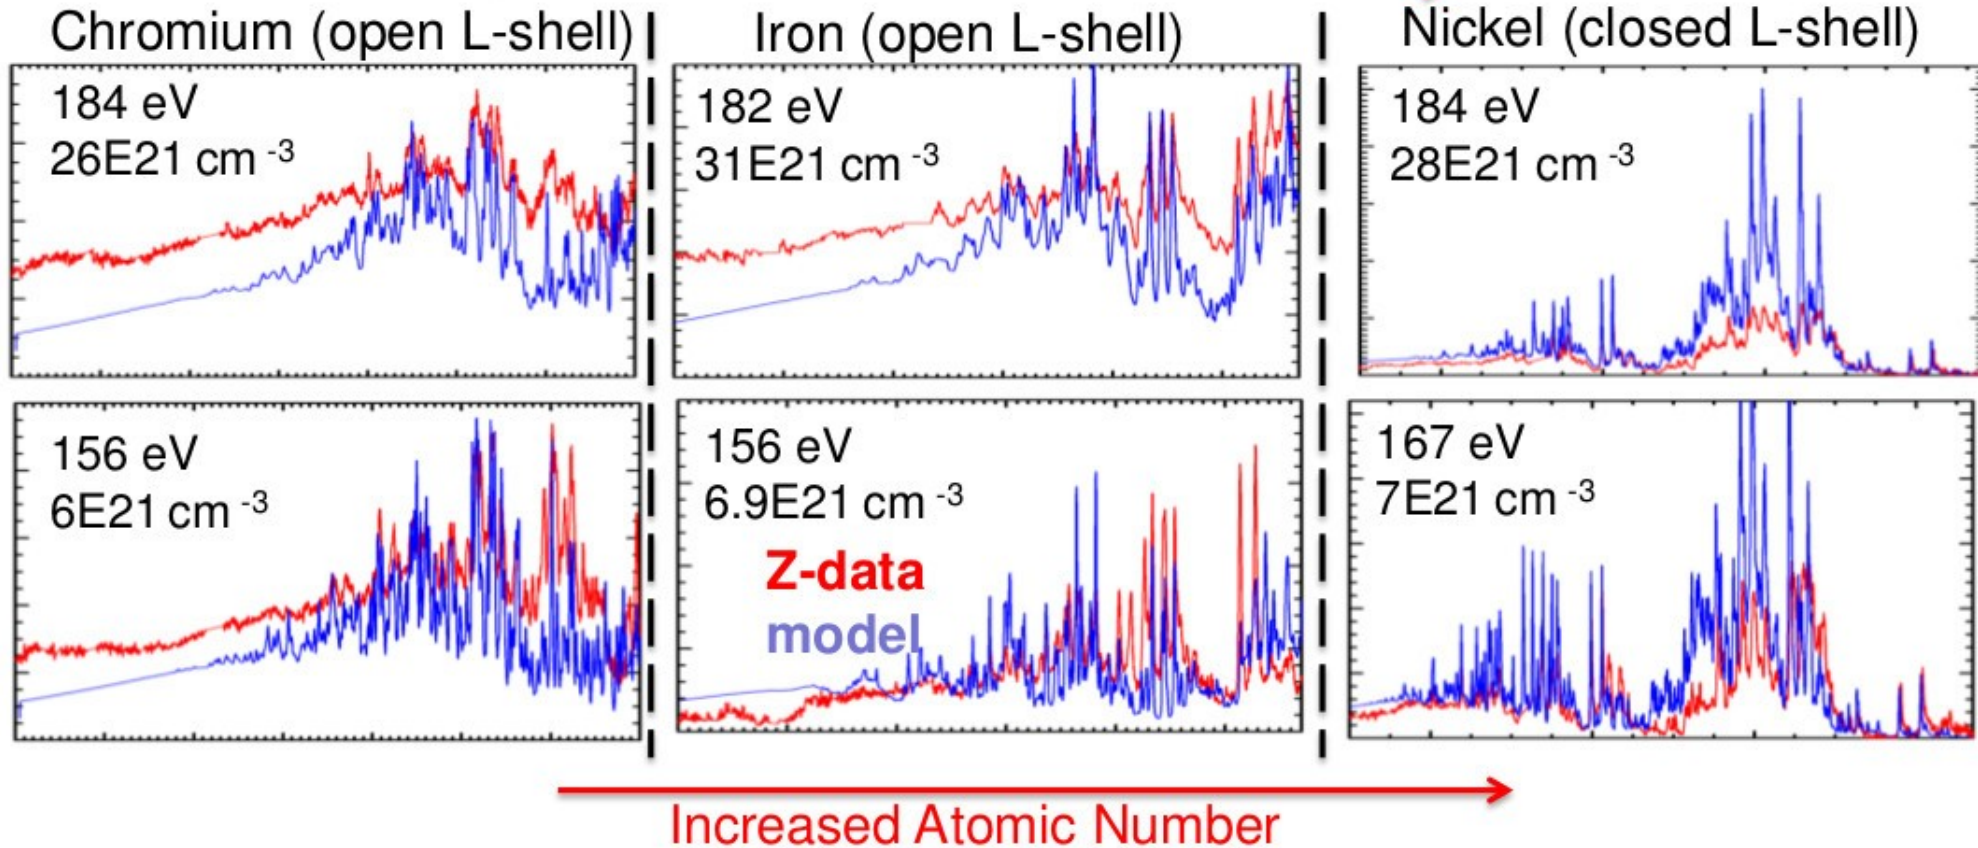 Chromium (open L-shell)
Iron (open L-shell)
Nickel (closed L-shell)
184 eV
26E21 cm -3
182 eV
31E21 cm -3
184 eV
28E21 cm -3
156 eV
6E21 cm -3
156 eV
6.9E21 cm -3
Z-data
model
167 eV
7E21 cm -3
Increased Atomic Number